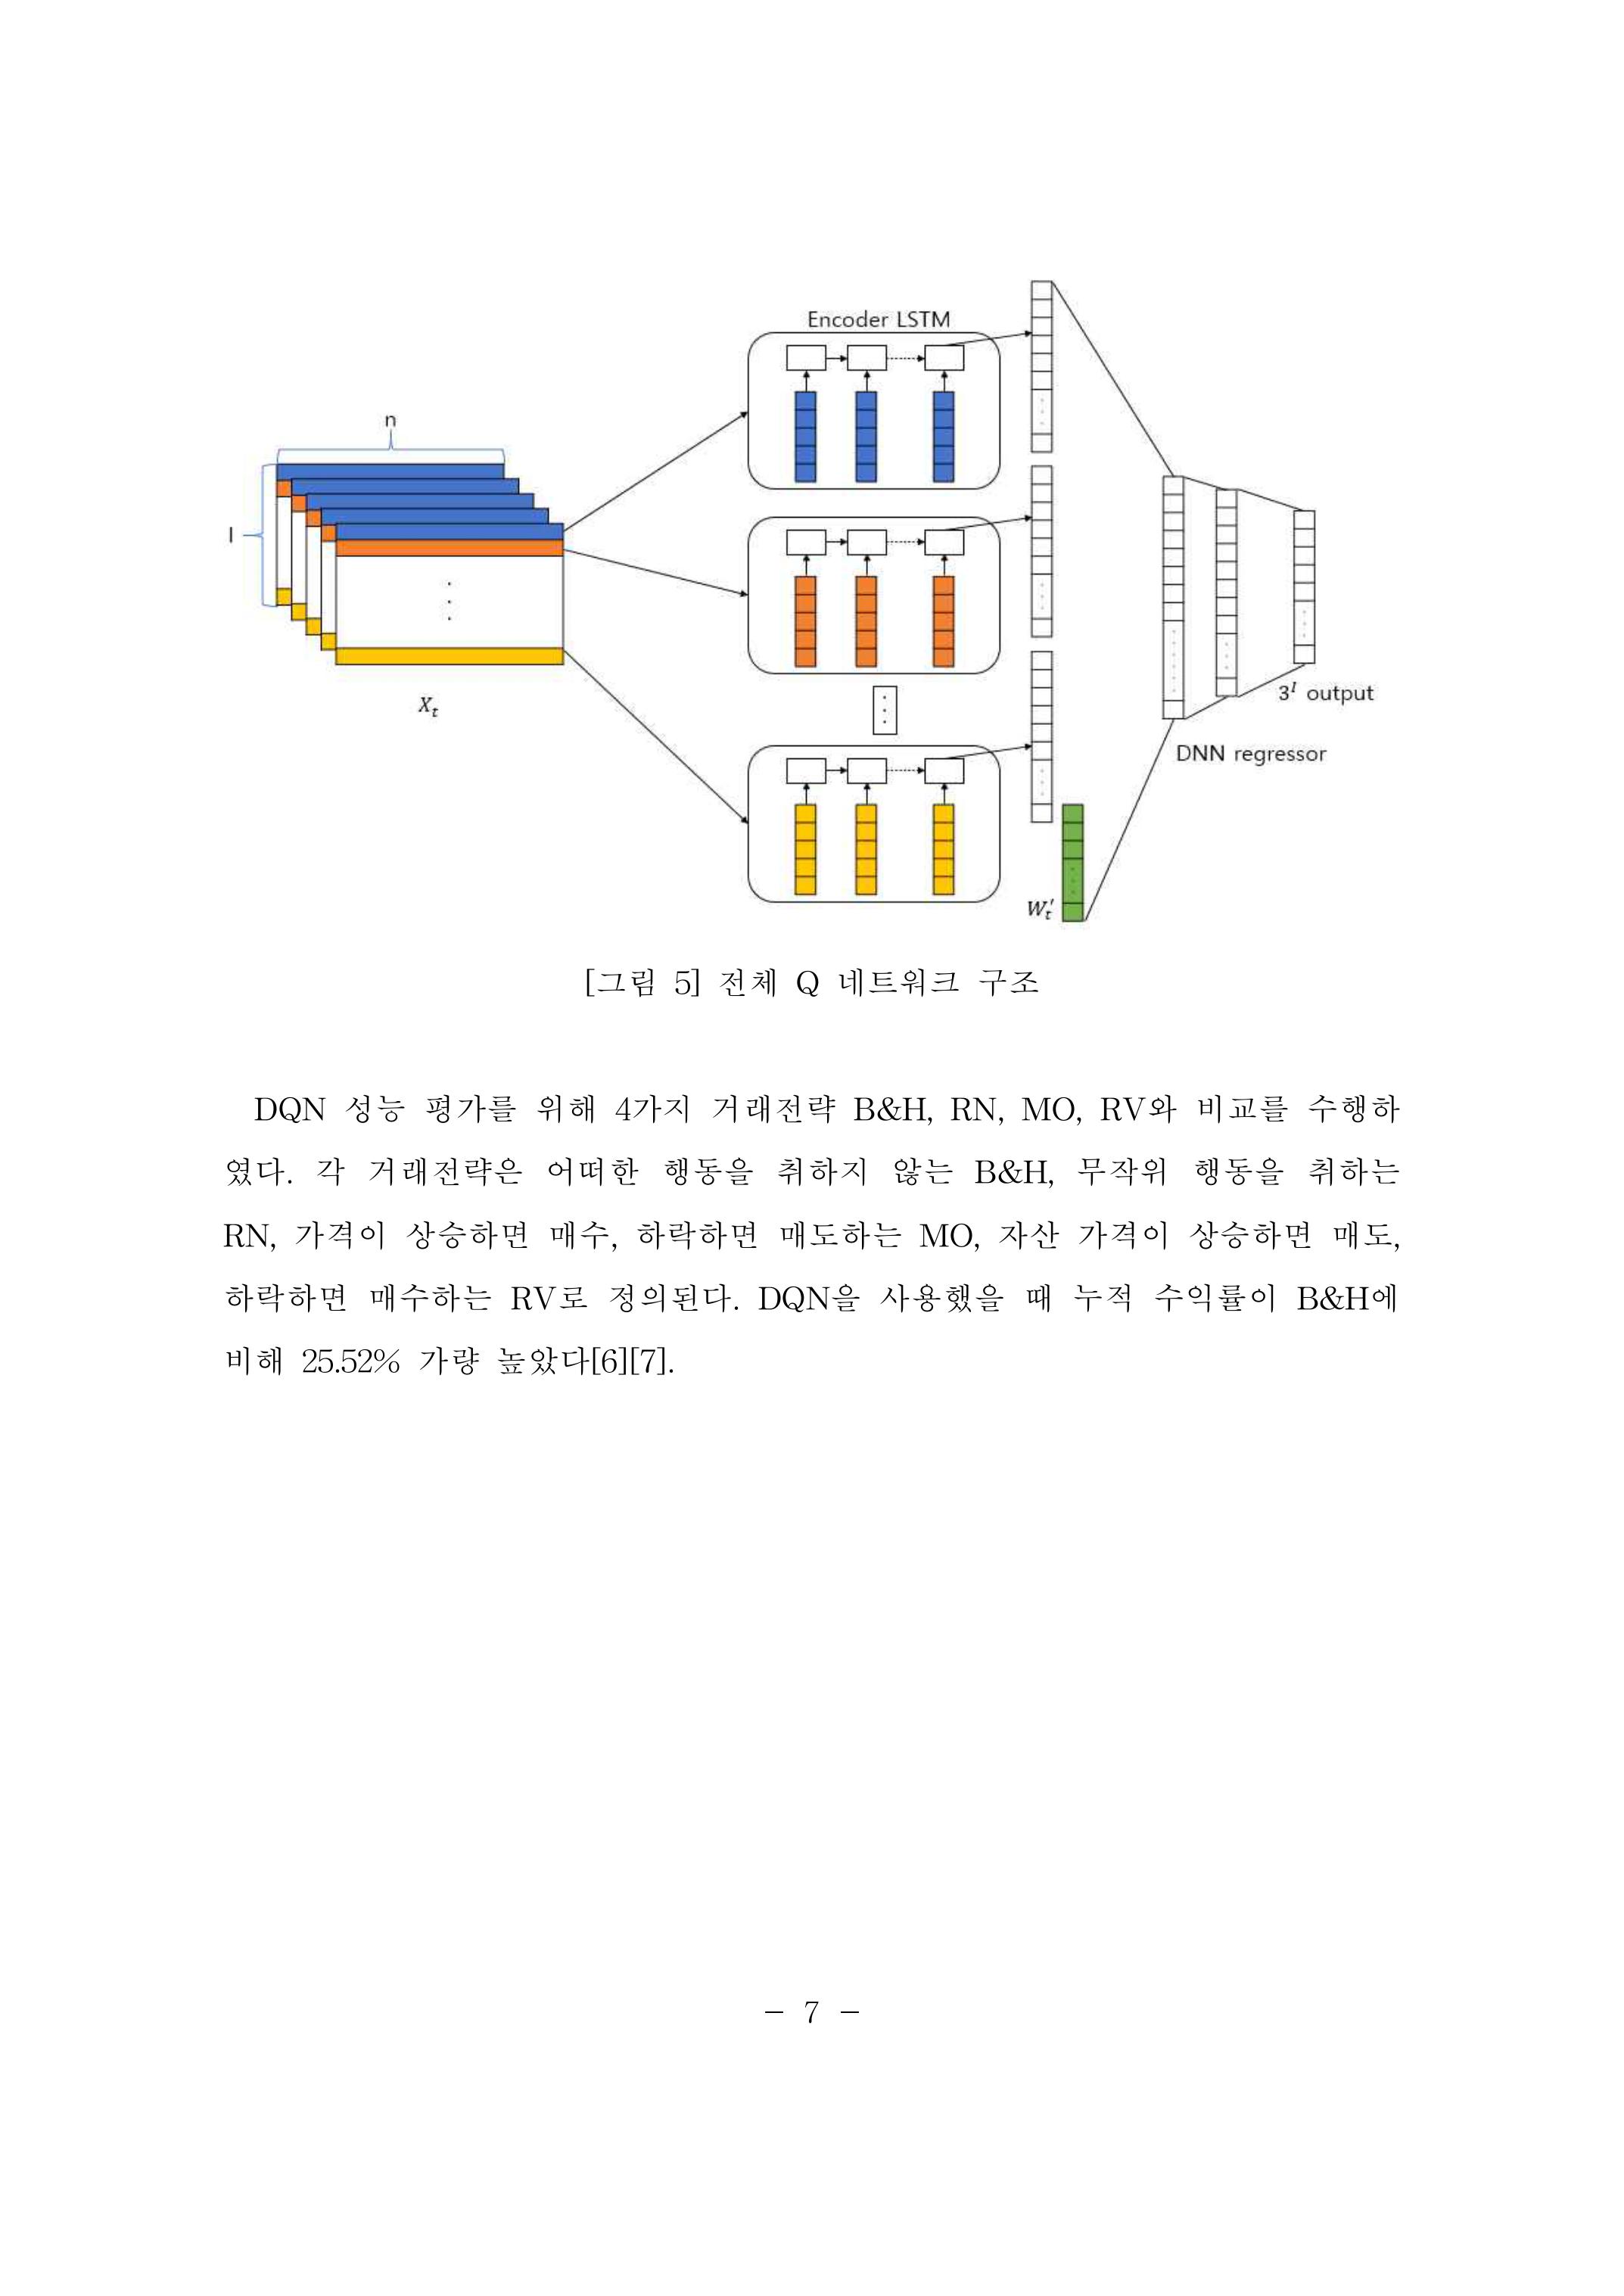 Encoder LSTM
n
I
X_t
W_t'
3^I output
DNN regressor
[그림 5] 전체 Q 네트워크 구조
DQN 성능 평가를 위해 4가지 거래전략 B&H, RN, MO, RV와 비교를 수행하
였다. 각 거래전략은 어떠한 행동을 취하지 않는 B&H, 무작위 행동을 취하는
RN, 가격이 상승하면 매수, 하락하면 매도하는 MO, 자산 가격이 상승하면 매도,
하락하면 매수하는 RV로 정의된다. DQN을 사용했을 때 누적 수익률이 B&H에
비해 25.52% 가량 높았다[6][7].
- 7 -